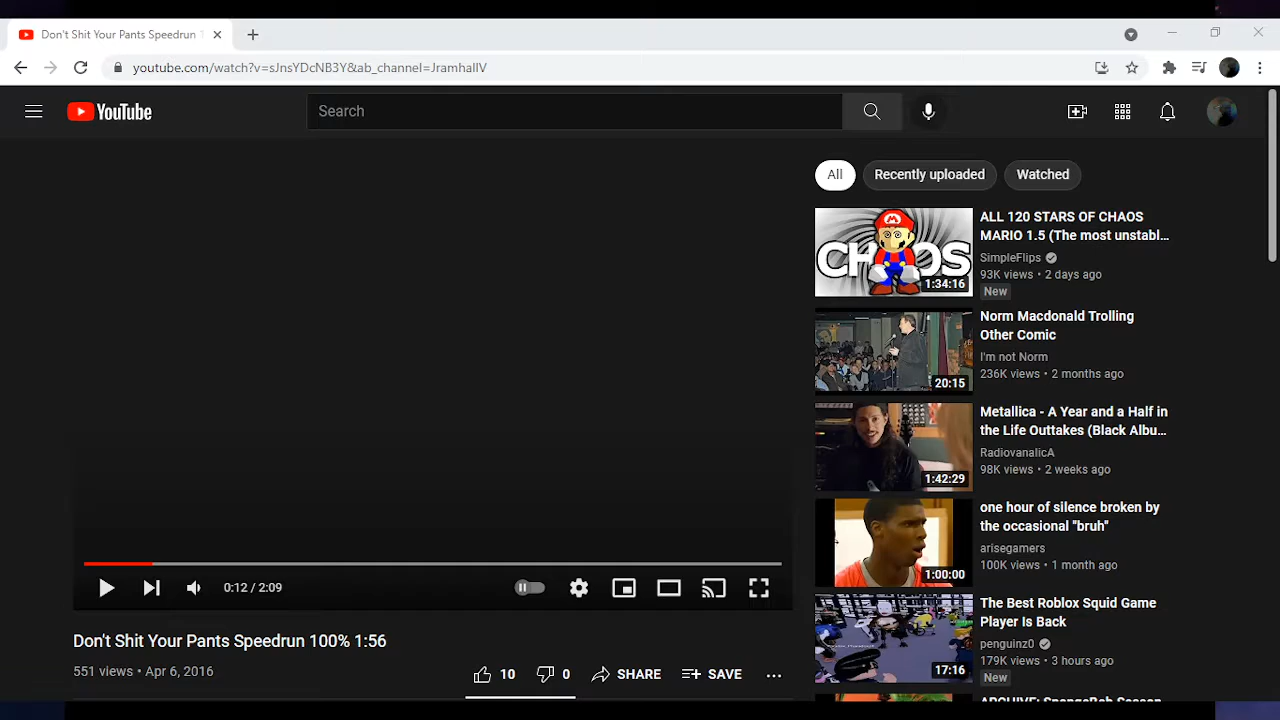 Don't Shit Your Pants Speedrun
youtube.com/watch?v=sJnsYDcNB3Y&ab_channel=JramhallV
YouTube
Search
All
Recently uploaded
Watched
CHAOS
1:34:16
ALL 120 STARS OF CHAOS
MARIO 1.5 (The most unstabl...
SimpleFlips
93K views • 2 days ago
New
20:15
Norm Macdonald Trolling
Other Comic
I'm not Norm
236K views • 2 months ago
1:42:29
Metallica - A Year and a Half in
the Life Outtakes (Black Albu...
RadiovanalicA
98K views • 2 weeks ago
1:00:00
one hour of silence broken by
the occasional "bruh"
arisegamers
100K views • 1 month ago
17:16
The Best Roblox Squid Game
Player Is Back
penguinz0
179K views • 3 hours ago
New
ARCHIVE: SpongeBob Season
0:12 / 2:09
Don't Shit Your Pants Speedrun 100% 1:56
551 views • Apr 6, 2016
10
0
SHARE
SAVE